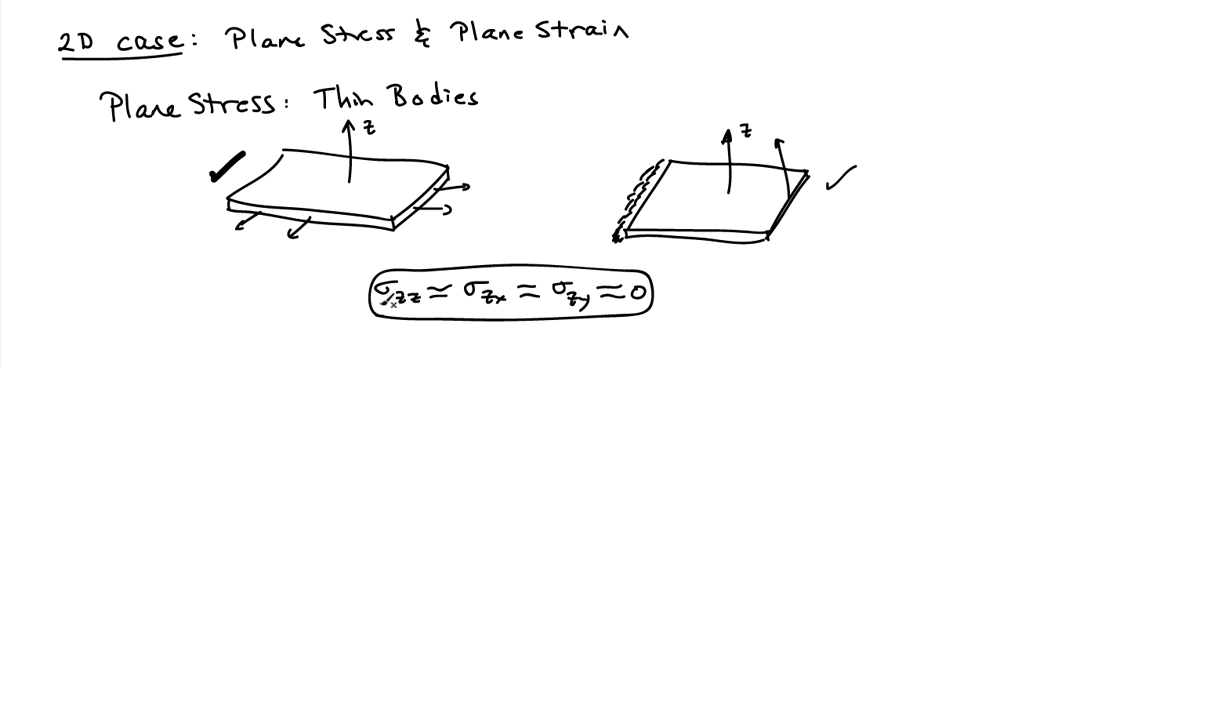 2D case: Plane Stress & Plane Strain
Plane Stress: Thin Bodies
z
z
σzz ≃ σzx ≈ σzy ≈ 0